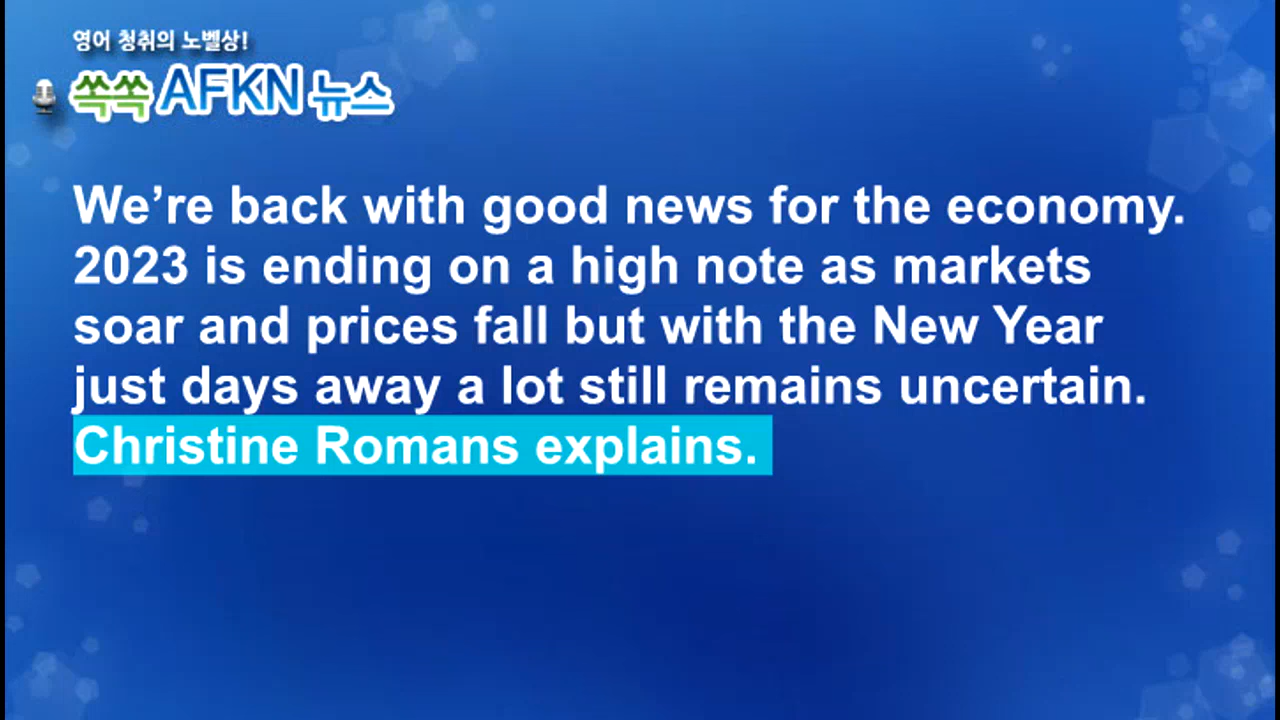 영어 청취의 노벨상!
쏙쏙 AFKN 뉴스
We’re back with good news for the economy.
2023 is ending on a high note as markets
soar and prices fall but with the New Year
just days away a lot still remains uncertain.
Christine Romans explains.